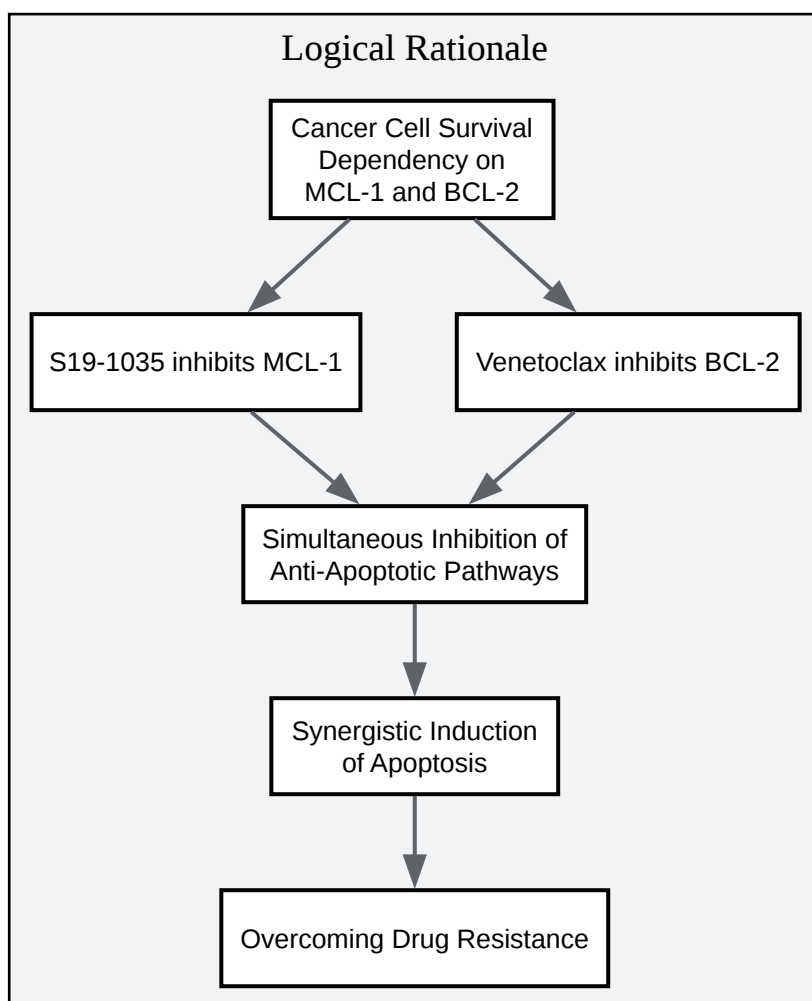 Logical Rationale
Cancer Cell Survival
Dependency on
MCL-1 and BCL-2
S19-1035 inhibits MCL-1
Venetoclax inhibits BCL-2
Simultaneous Inhibition of
Anti-Apoptotic Pathways
Synergistic Induction
of Apoptosis
Overcoming Drug Resistance